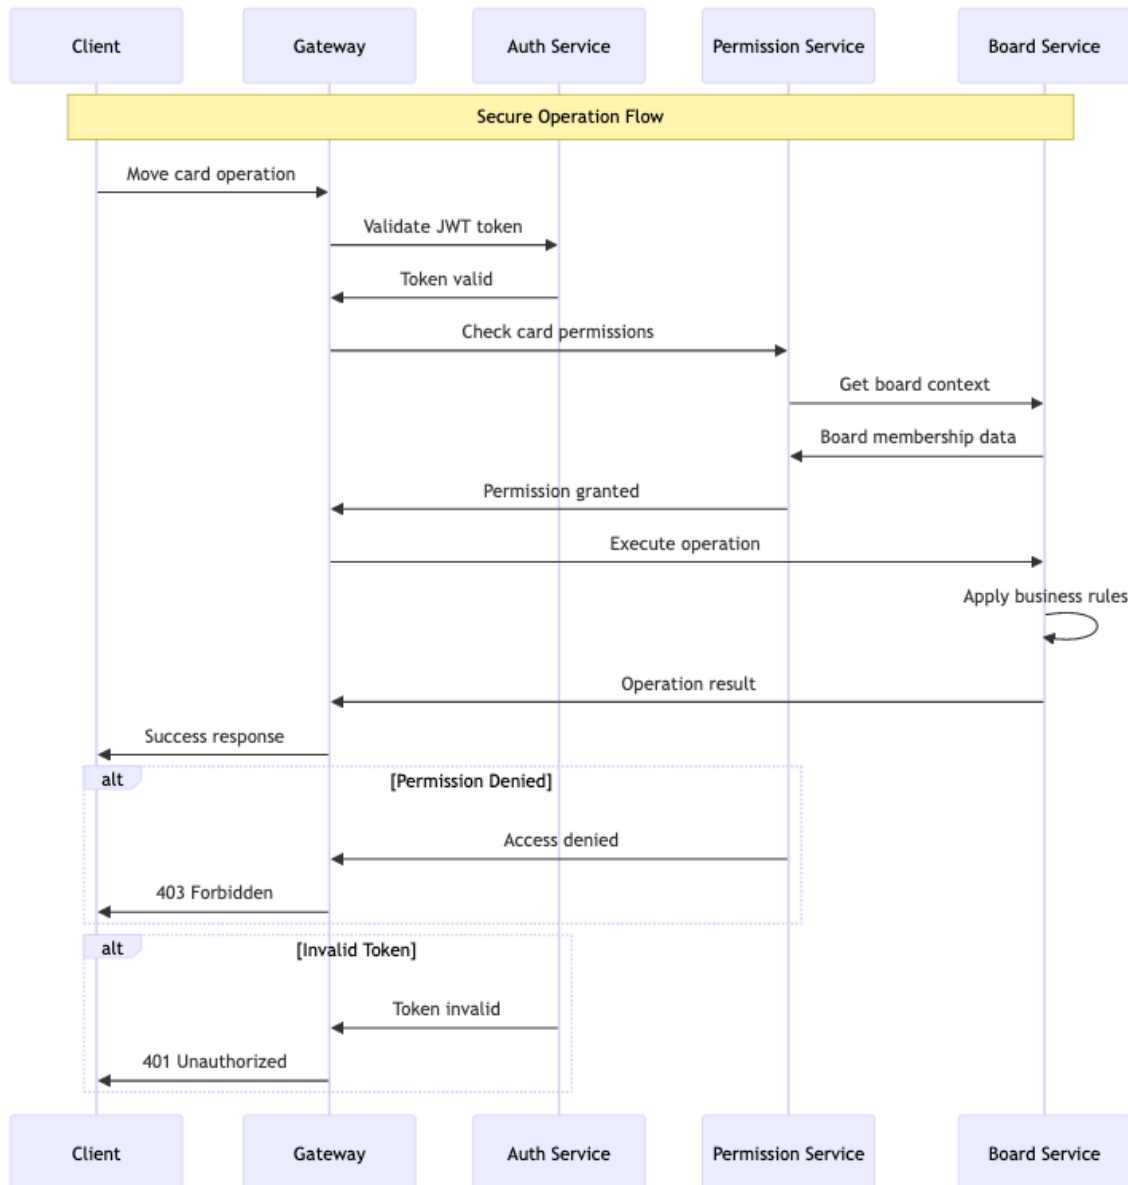 Client
Gateway
Auth Service
Permission Service
Board Service
Secure Operation Flow
Move card operation
Validate JWT token
Token valid
Check card permissions
Get board context
Board membership data
Permission granted
Execute operation
Apply business rules
Operation result
Success response
alt
[Permission Denied]
Access denied
403 Forbidden
alt
[Invalid Token]
Token invalid
401 Unauthorized
Client
Gateway
Auth Service
Permission Service
Board Service